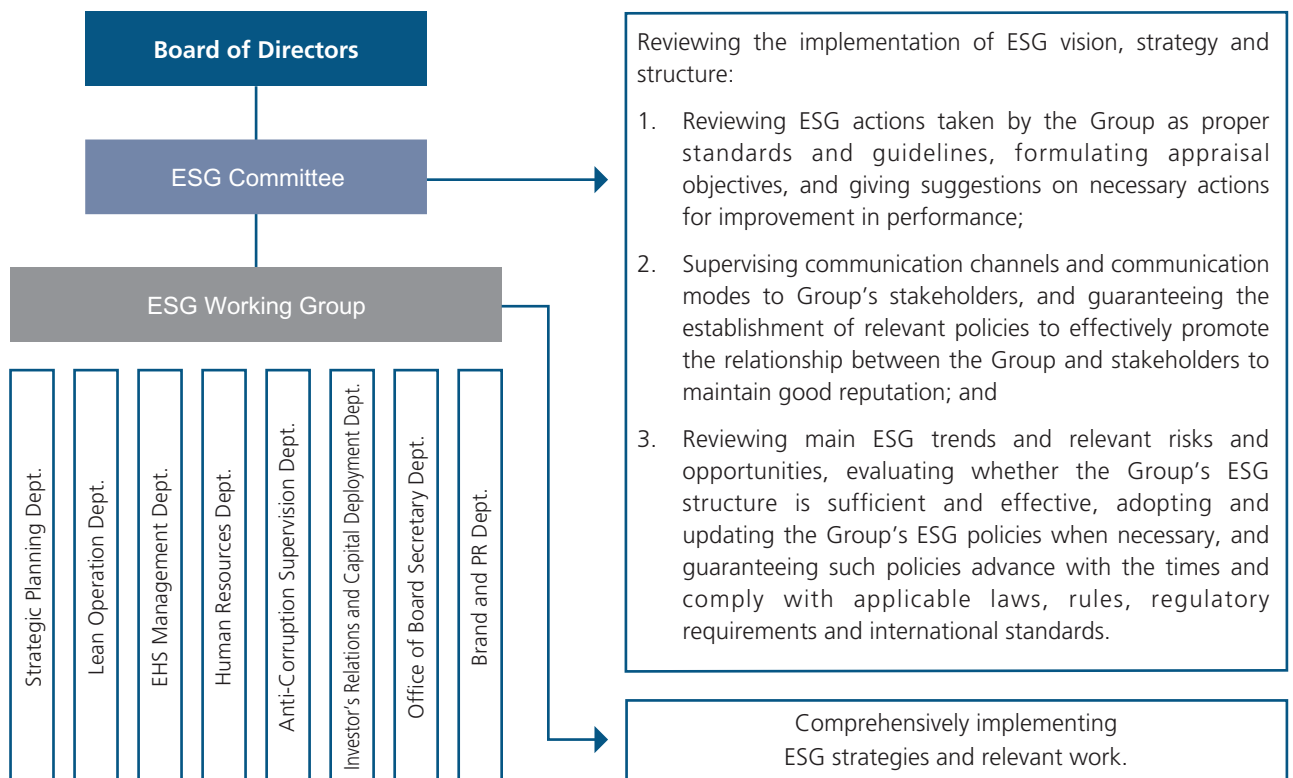 Board of Directors
ESG Committee
ESG Working Group
Strategic Planning Dept.
Lean Operation Dept.
EHS Management Dept.
Human Resources Dept.
Anti-Corruption Supervision Dept.
Investor's Relations and Capital Deployment Dept.
Office of Board Secretary Dept.
Brand and PR Dept.
Reviewing the implementation of ESG vision, strategy and
structure:
1. Reviewing ESG actions taken by the Group as proper
standards and guidelines, formulating appraisal
objectives, and giving suggestions on necessary actions
for improvement in performance;
2. Supervising communication channels and communication
modes to Group's stakeholders, and guaranteeing the
establishment of relevant policies to effectively promote
the relationship between the Group and stakeholders to
maintain good reputation; and
3. Reviewing main ESG trends and relevant risks and
opportunities, evaluating whether the Group's ESG
structure is sufficient and effective, adopting and
updating the Group's ESG policies when necessary, and
guaranteeing such policies advance with the times and
comply with applicable laws, rules, regulatory
requirements and international standards.
Comprehensively implementing
ESG strategies and relevant work.